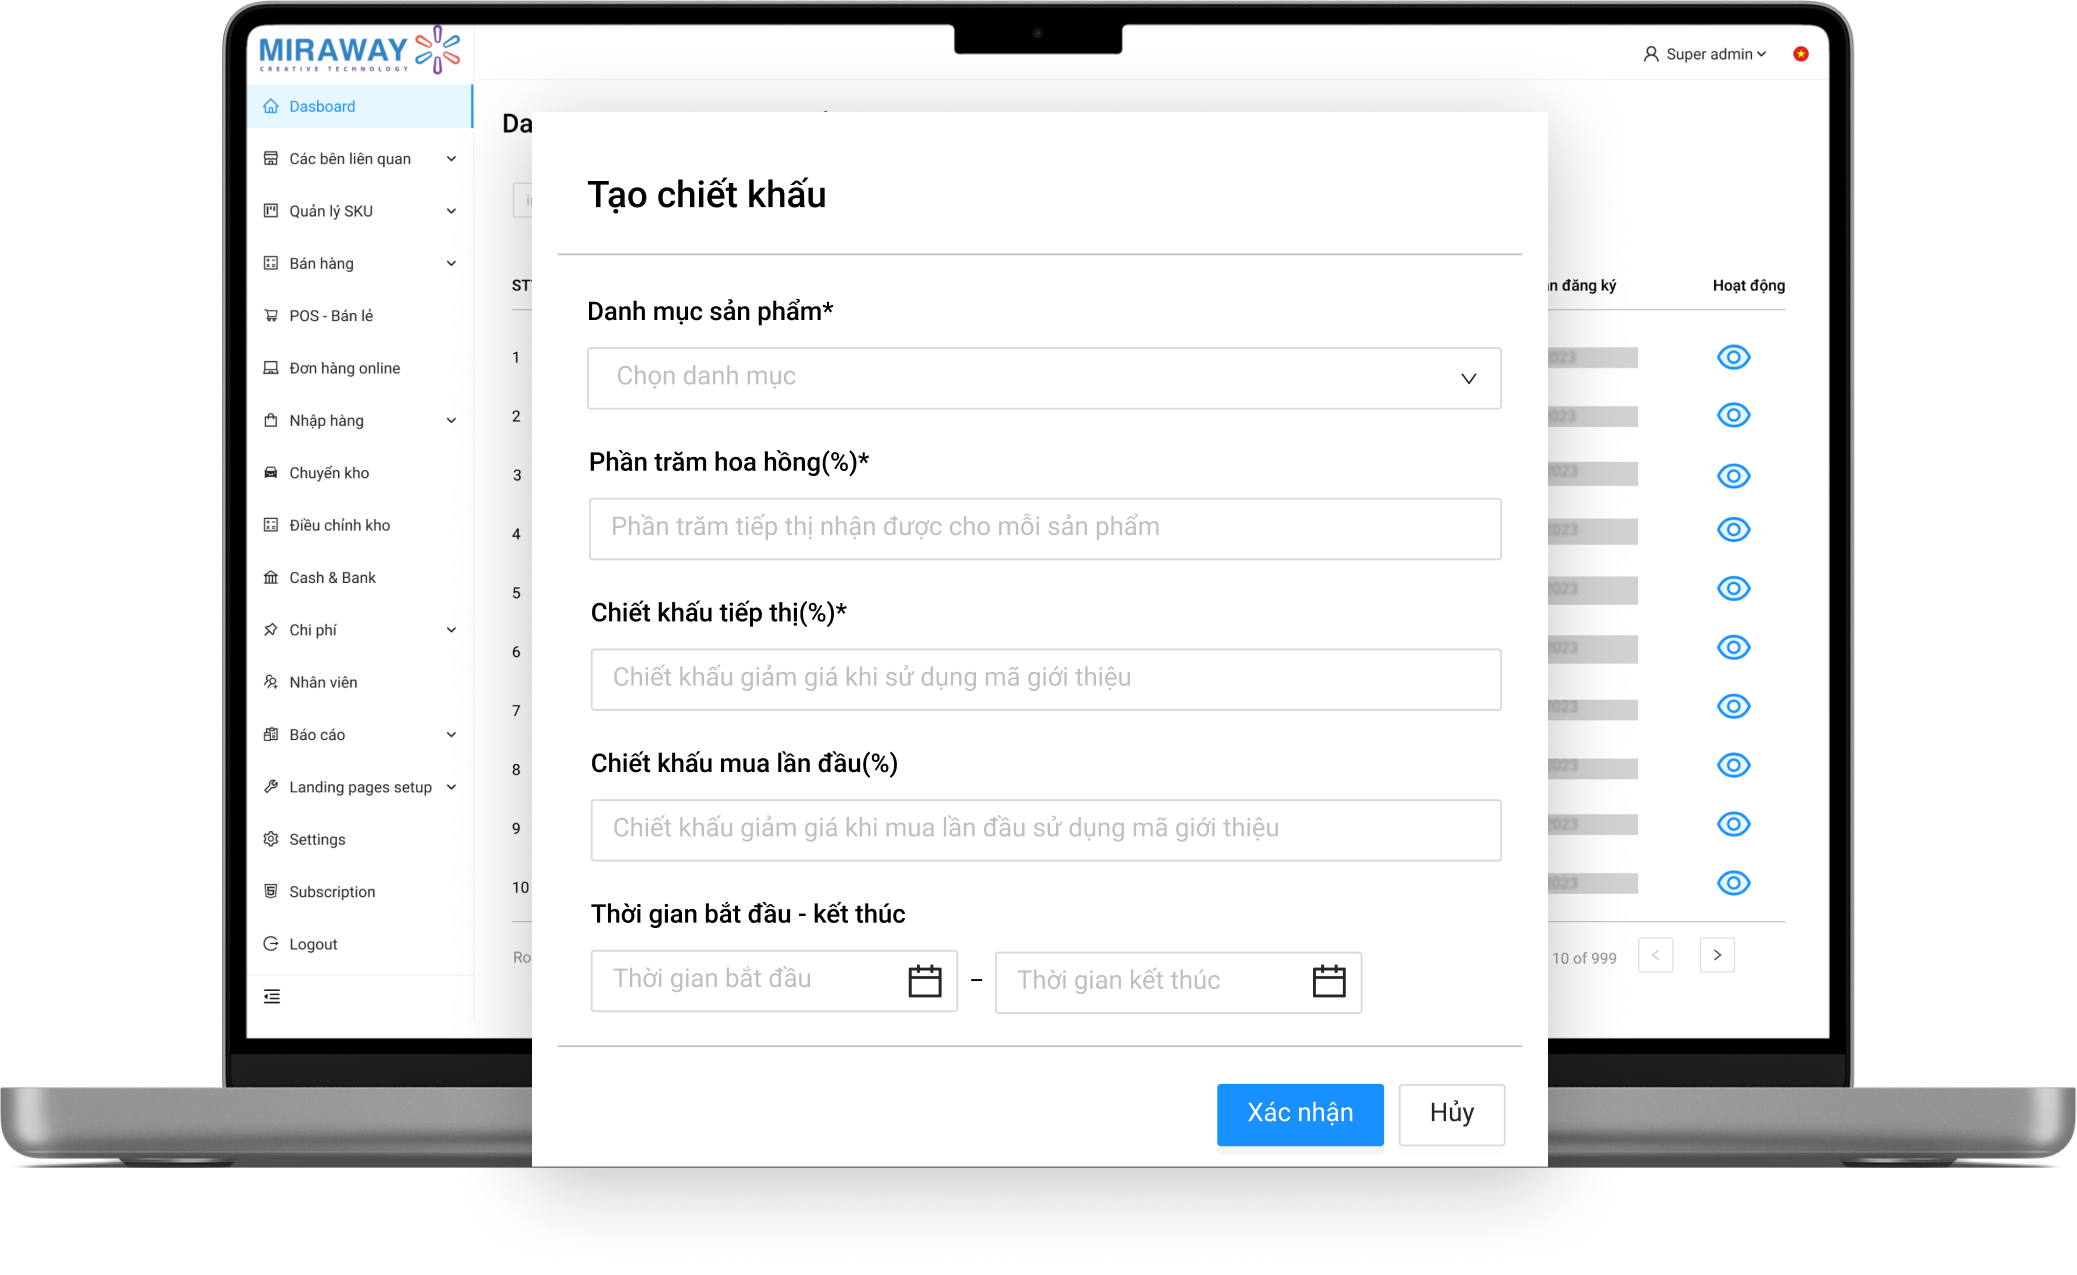 MIRAWAY
CREATIVE TECHNOLOGY
Super admin
Dasboard
Các bên liên quan
Quản lý SKU
Bán hàng
POS - Bán lẻ
Đơn hàng online
Nhập hàng
Chuyển kho
Điều chỉnh kho
Cash & Bank
Chi phí
Nhân viên
Báo cáo
Landing pages setup
Settings
Subscription
Logout
Tạo chiết khấu
Danh mục sản phẩm*
Chọn danh mục
Phần trăm hoa hồng(%)*
Phần trăm tiếp thị nhận được cho mỗi sản phẩm
Chiết khấu tiếp thị(%)*
Chiết khấu giảm giá khi sử dụng mã giới thiệu
Chiết khấu mua lần đầu(%)
Chiết khấu giảm giá khi mua lần đầu sử dụng mã giới thiệu
Thời gian bắt đầu - kết thúc
Thời gian bắt đầu – Thời gian kết thúc
Xác nhận Hủy
đăng ký Hoạt động
1
2
3
4
5
6
7
8
9
10
10 of 999